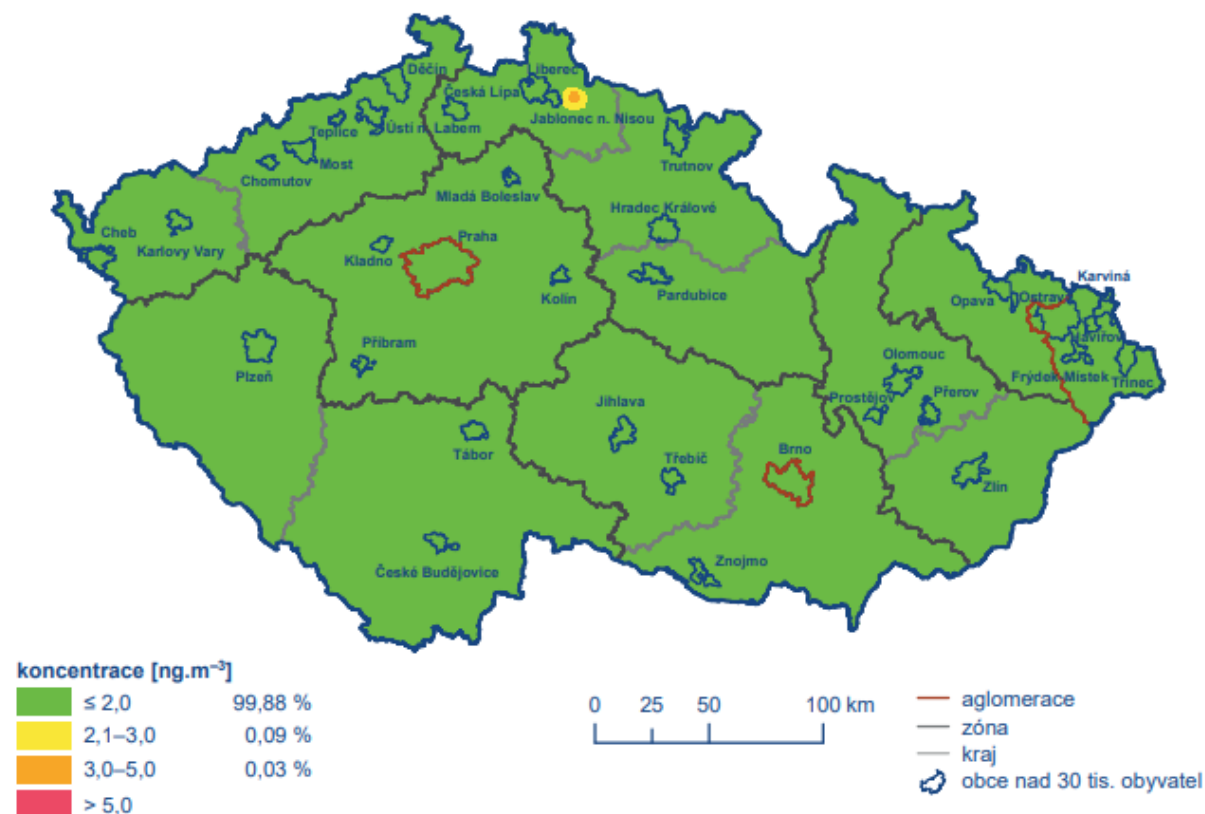 Děčín
Liberec
Česká Lípa
Jablonec n. Nisou
Teplice
Ústí n. Labem
Most
Chomutov
Trutnov
Mladá Boleslav
Hradec Králové
Cheb
Karlovy Vary
Praha
Kladno
Kolín
Pardubice
Karviná
Opava
Ostrava
Havířov
Příbram
Plzeň
Olomouc
Frýdek Místek
Třinec
Jihlava
Prostějov
Přerov
Tábor
Třebíč
Brno
Zlín
České Budějovice
Znojmo
koncentrace [ng.m⁻³]
≤ 2,0 99,88 %
2,1–3,0 0,09 %
3,0–5,0 0,03 %
> 5,0
0 25 50 100 km
aglomerace
zóna
kraj
obce nad 30 tis. obyvatel